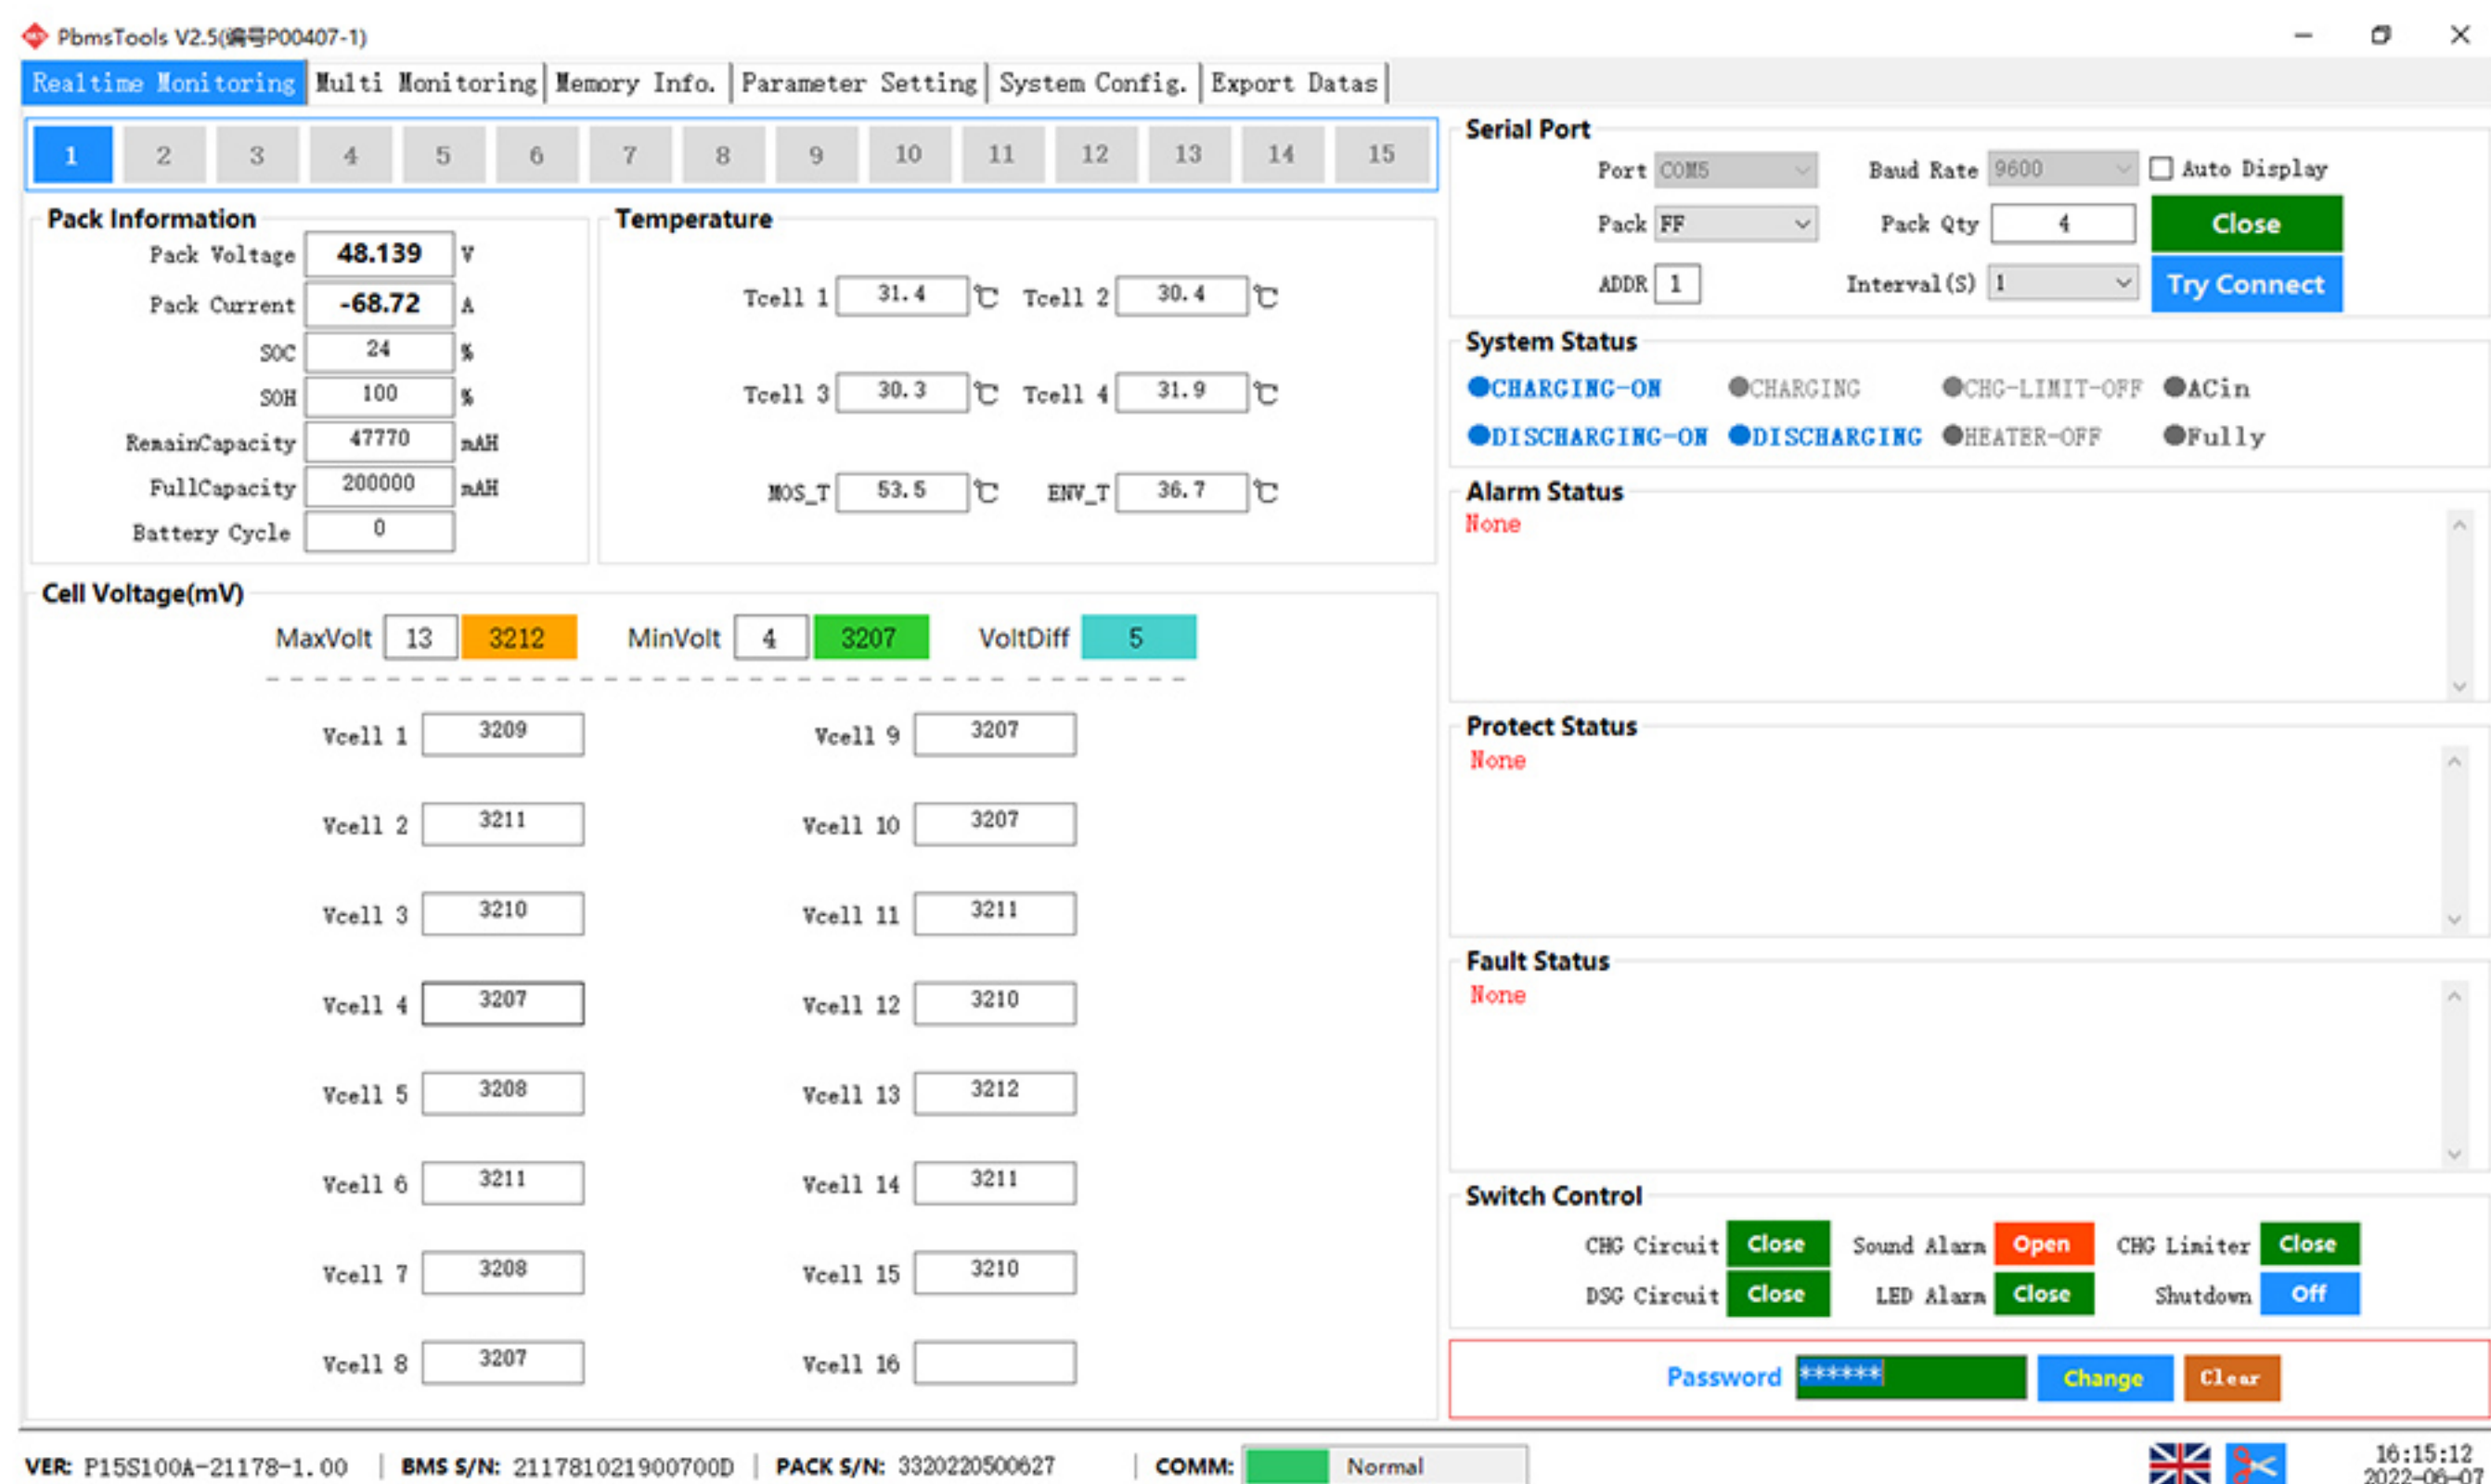 PbmsTools V2.5(编号P00407-1)
Realtime Monitoring Multi Monitoring Memory Info. Parameter Setting System Config. Export Datas
1 2 3 4 5 6 7 8 9 10 11 12 13 14 15
Pack Information
Pack Voltage 48.139 V
Pack Current -68.72 A
SOC 24 %
SOH 100 %
RemainCapacity 47770 mAH
FullCapacity 200000 mAH
Battery Cycle 0
Temperature
Tcell 1 31.4 ℃ Tcell 2 30.4 ℃
Tcell 3 30.3 ℃ Tcell 4 31.9 ℃
MOS_T 53.5 ℃ ENV_T 36.7 ℃
Cell Voltage(mV)
MaxVolt 13 3212 MinVolt 4 3207 VoltDiff 5
Vcell 1 3209 Vcell 9 3207
Vcell 2 3211 Vcell 10 3207
Vcell 3 3210 Vcell 11 3211
Vcell 4 3207 Vcell 12 3210
Vcell 5 3208 Vcell 13 3212
Vcell 6 3211 Vcell 14 3211
Vcell 7 3208 Vcell 15 3210
Vcell 8 3207 Vcell 16
Serial Port
Port COM5 Baud Rate 9600 Auto Display
Pack FF Pack Qty 4 Close
ADDR 1 Interval(S) 1 Try Connect
System Status
CHARGING-ON CHARGING CHG-LIMIT-OFF ACin
DISCHARGING-ON DISCHARGING HEATER-OFF Fully
Alarm Status
None
Protect Status
None
Fault Status
None
Switch Control
CHG Circuit Close Sound Alarm Open CHG Limiter Close
DSG Circuit Close LED Alarm Close Shutdown Off
Password ****** Change Clear
VER: P15S100A-21178-1.00 BMS S/N: 211781021900700D PACK S/N: 3320220500627 COMM: Normal
16:15:12
2022-06-07